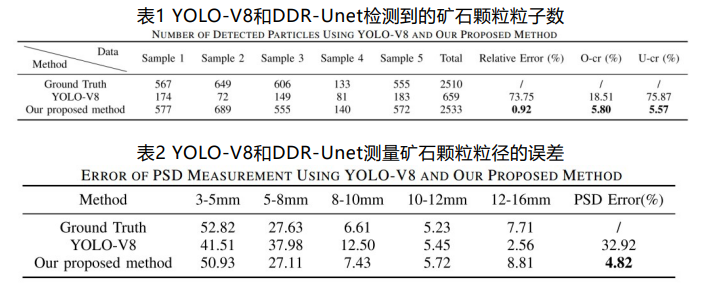 表1 YOLO-V8和DDR-Unet检测到的矿石颗粒粒子数
NUMBER OF DETECTED PARTICLES USING YOLO-V8 AND OUR PROPOSED METHOD
Method Data Sample 1 Sample 2 Sample 3 Sample 4 Sample 5 Total Relative Error (%) O-cr (%) U-cr (%)
Ground Truth 567 649 606 133 555 2510 / / /
YOLO-V8 174 72 149 81 183 659 73.75 18.51 75.87
Our proposed method 577 689 555 140 572 2533 0.92 5.80 5.57
表2 YOLO-V8和DDR-Unet测量矿石颗粒粒径的误差
ERROR OF PSD MEASUREMENT USING YOLO-V8 AND OUR PROPOSED METHOD
Method 3-5mm 5-8mm 8-10mm 10-12mm 12-16mm PSD Error(%)
Ground Truth 52.82 27.63 6.61 5.23 7.71 /
YOLO-V8 41.51 37.98 12.50 5.45 2.56 32.92
Our proposed method 50.93 27.11 7.43 5.72 8.81 4.82